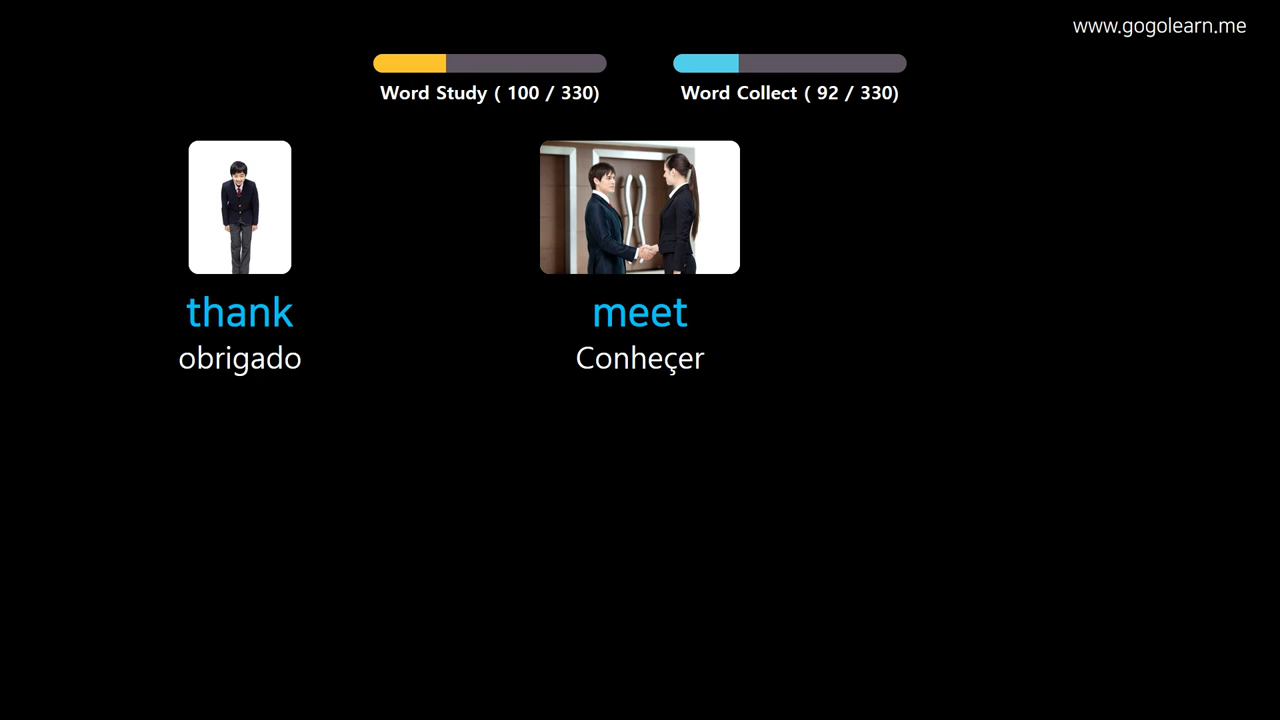 www.gogolearn.me
Word Study ( 100 / 330)
Word Collect ( 92 / 330)
thank
obrigado
meet
Conheçer